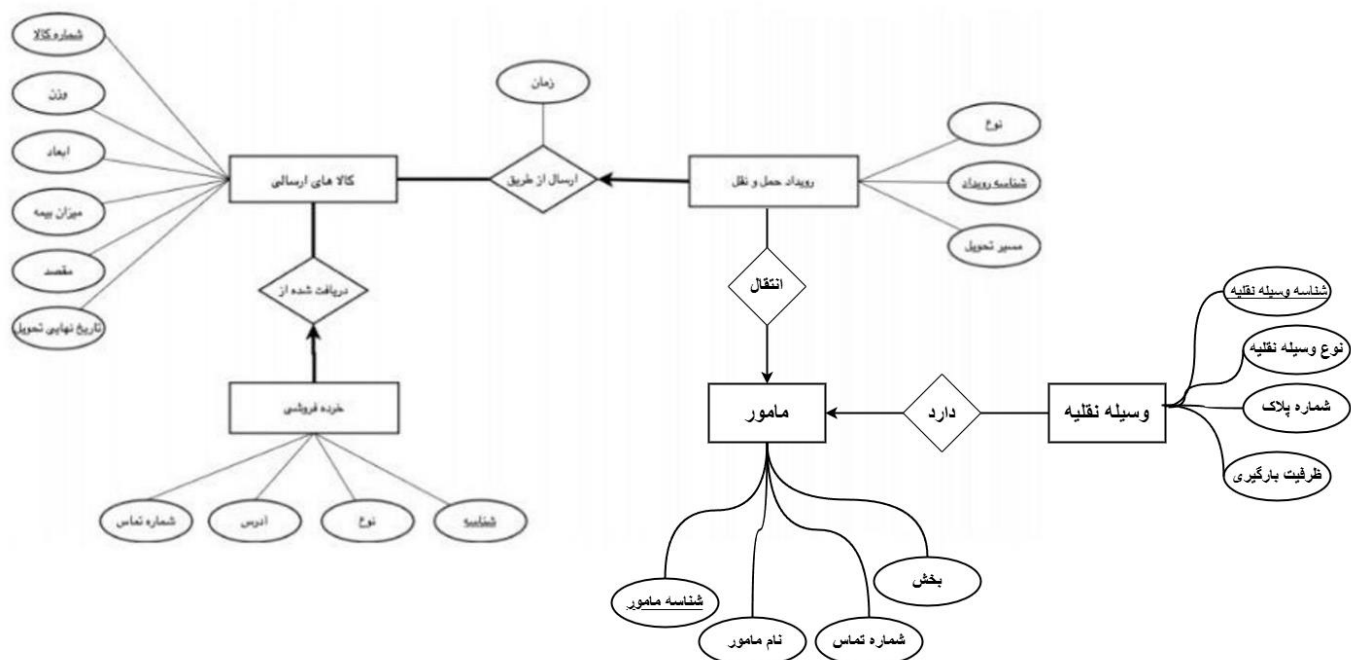 شماره کالا
وزن
ابعاد
میزان بیمه
مقصد
تاریخ نهایی تحویل
کالا های ارسالی
زمان
ارسال از طریق
رویداد حمل و نقل
نوع
شناسه رویداد
مسیر تحویل
دریافت شده از
خرده فروشی
شناسه
نوع
ادرس
شماره تماس
انتقال
مامور
دارد
وسیله نقلیه
شناسه وسیله نقلیه
نوع وسیله نقلیه
شماره پلاک
ظرفیت بارگیری
بخش
شماره تماس
نام مامور
شناسه مامور